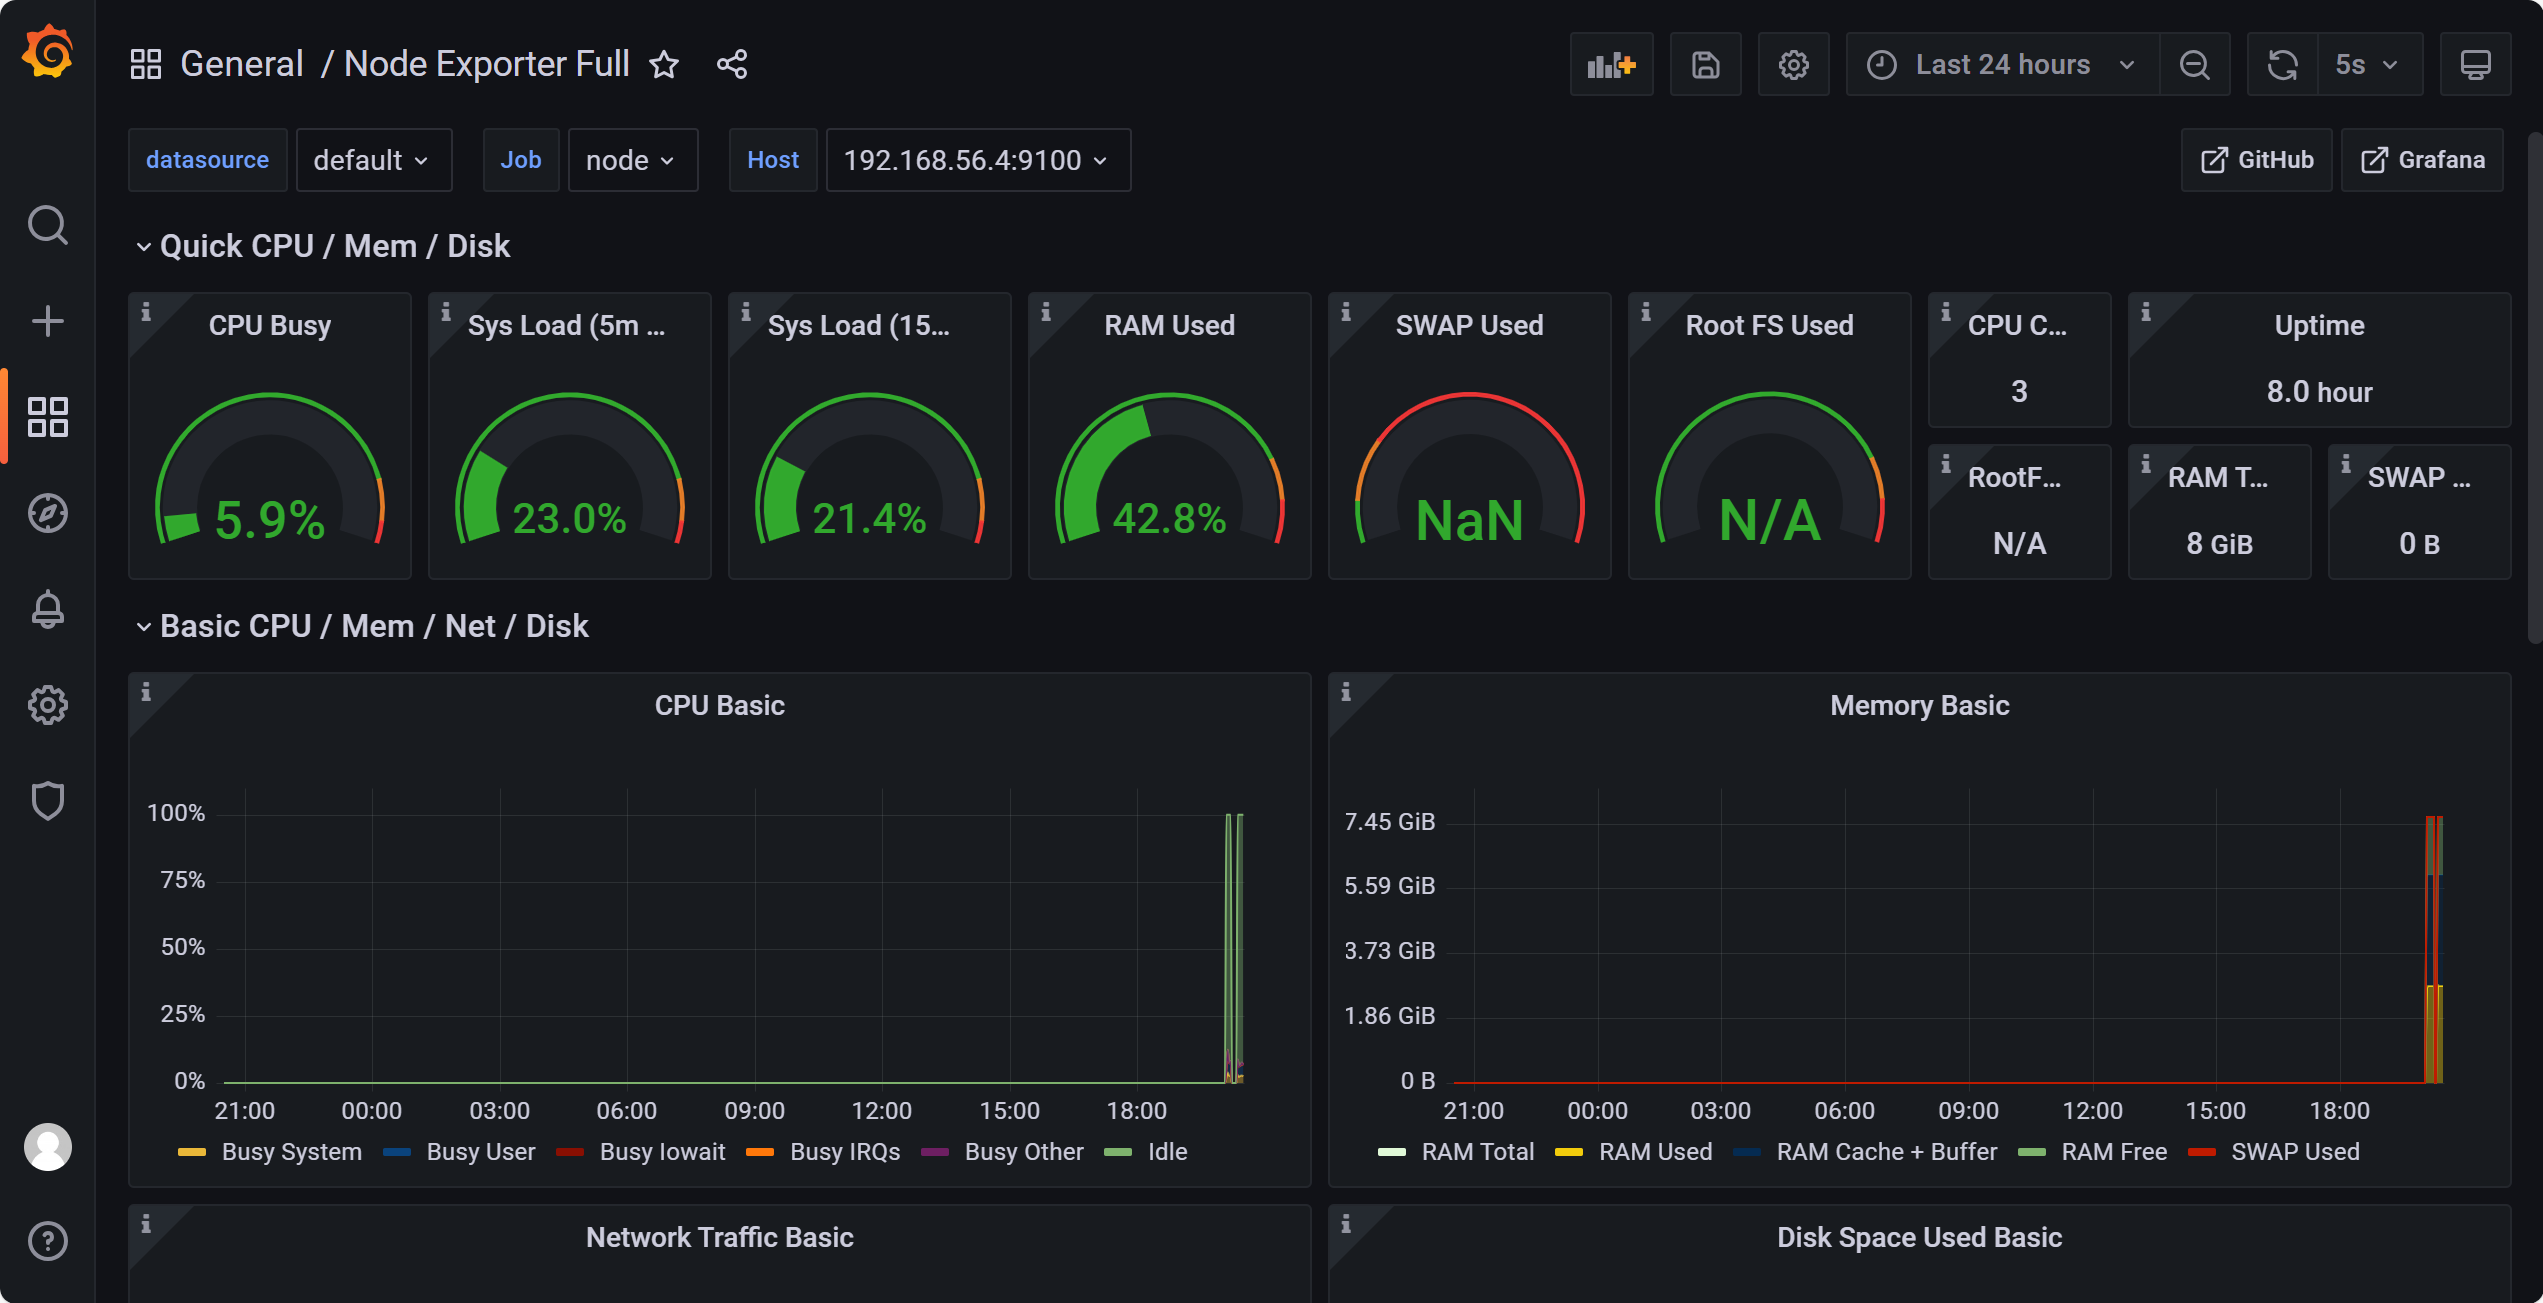 General / Node Exporter Full
Last 24 hours
5s
datasource default Job node Host 192.168.56.4:9100
GitHub Grafana
Quick CPU / Mem / Disk
CPU Busy
5.9%
Sys Load (5m ...
23.0%
Sys Load (15...
21.4%
RAM Used
42.8%
SWAP Used
NaN
Root FS Used
N/A
CPU C...
3
Uptime
8.0 hour
RootF...
N/A
RAM T...
8 GiB
SWAP ...
0 B
Basic CPU / Mem / Net / Disk
CPU Basic
100%
75%
50%
25%
0%
21:00 00:00 03:00 06:00 09:00 12:00 15:00 18:00
Busy System Busy User Busy Iowait Busy IRQs Busy Other Idle
Memory Basic
7.45 GiB
5.59 GiB
3.73 GiB
1.86 GiB
0 B
21:00 00:00 03:00 06:00 09:00 12:00 15:00 18:00
RAM Total RAM Used RAM Cache + Buffer RAM Free SWAP Used
Network Traffic Basic
Disk Space Used Basic